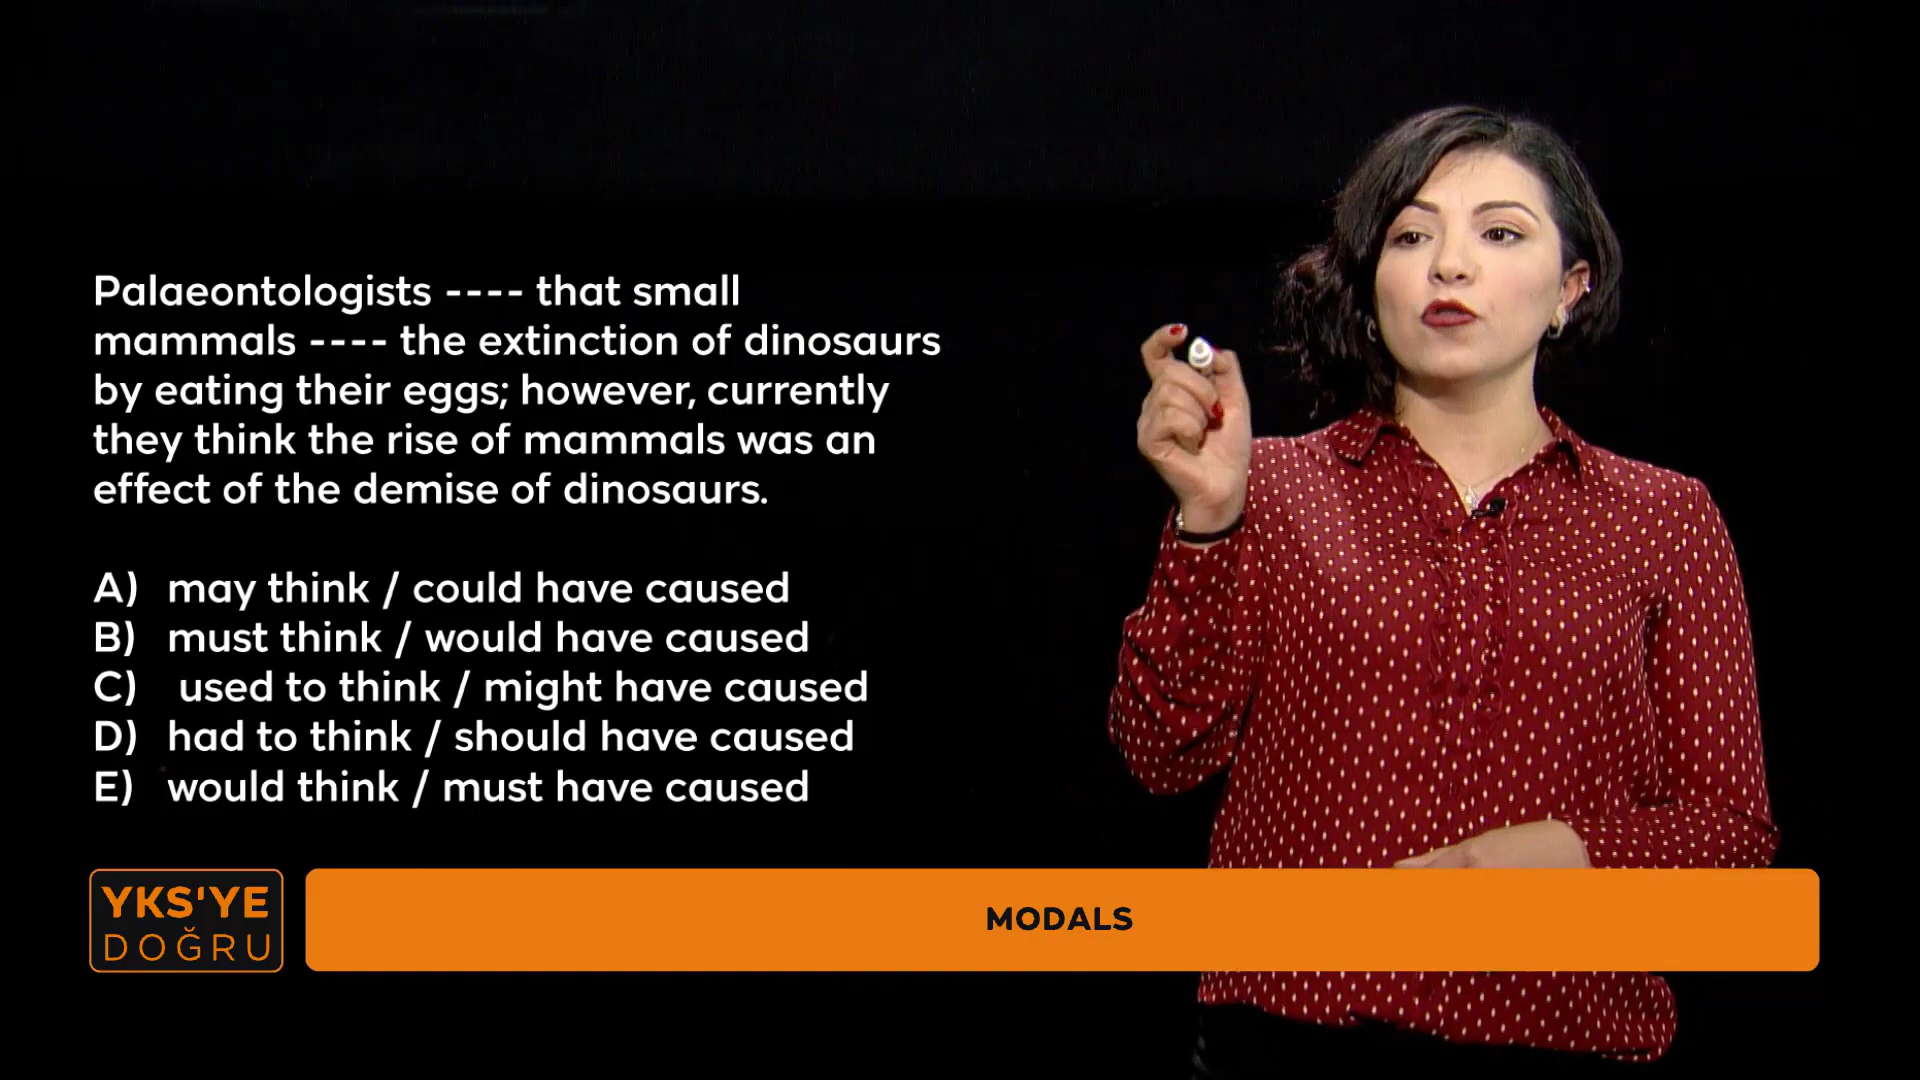 Palaeontologists ---- that small
mammals ---- the extinction of dinosaurs
by eating their eggs; however, currently
they think the rise of mammals was an
effect of the demise of dinosaurs.
A) may think / could have caused
B) must think / would have caused
C) used to think / might have caused
D) had to think / should have caused
E) would think / must have caused
YKS'YE
DOĞRU
MODALS